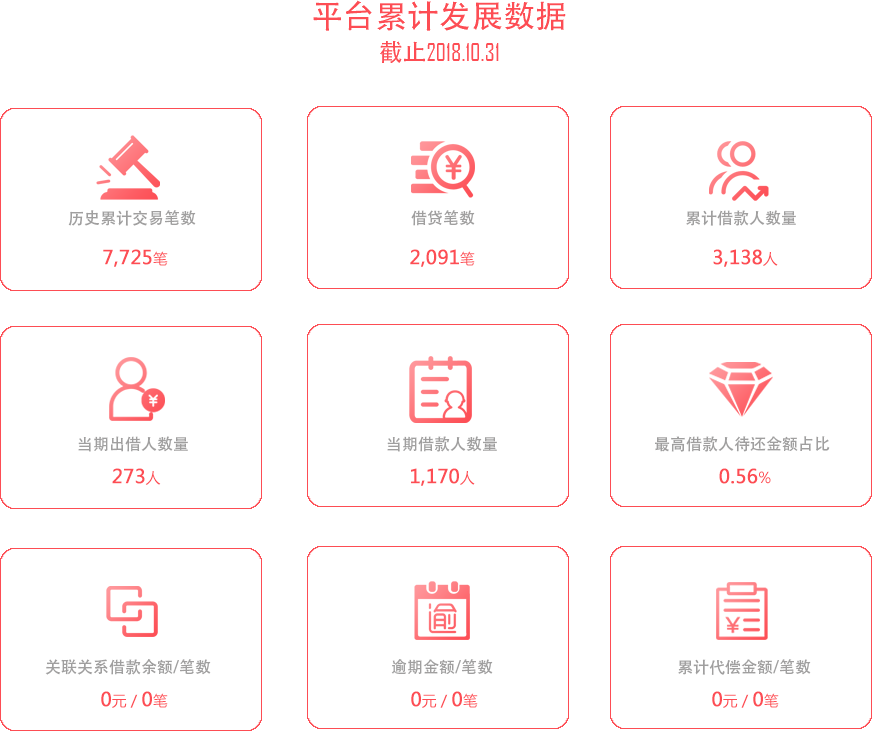 平台累计发展数据
截止2018.10.31
历史累计交易笔数
7,725笔
借贷笔数
2,091笔
累计借款人数量
3,138人
当期出借人数量
273人
当期借款人数量
1,170人
最高借款人待还金额占比
0.56%
关联关系借款余额/笔数
0元 / 0笔
逾
逾期金额/笔数
0元 / 0笔
累计代偿金额/笔数
0元 / 0笔